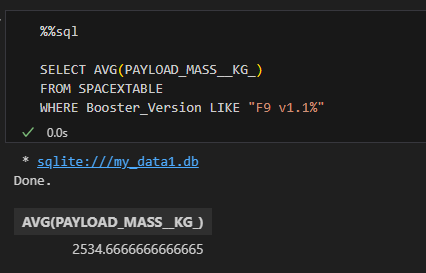 %%sql
SELECT AVG(PAYLOAD_MASS__KG_)
FROM SPACEXTABLE
WHERE Booster_Version LIKE "F9 v1.1%"
✓ 0.0s
* sqlite:///my_data1.db
Done.
AVG(PAYLOAD_MASS__KG_)
2534.6666666666665